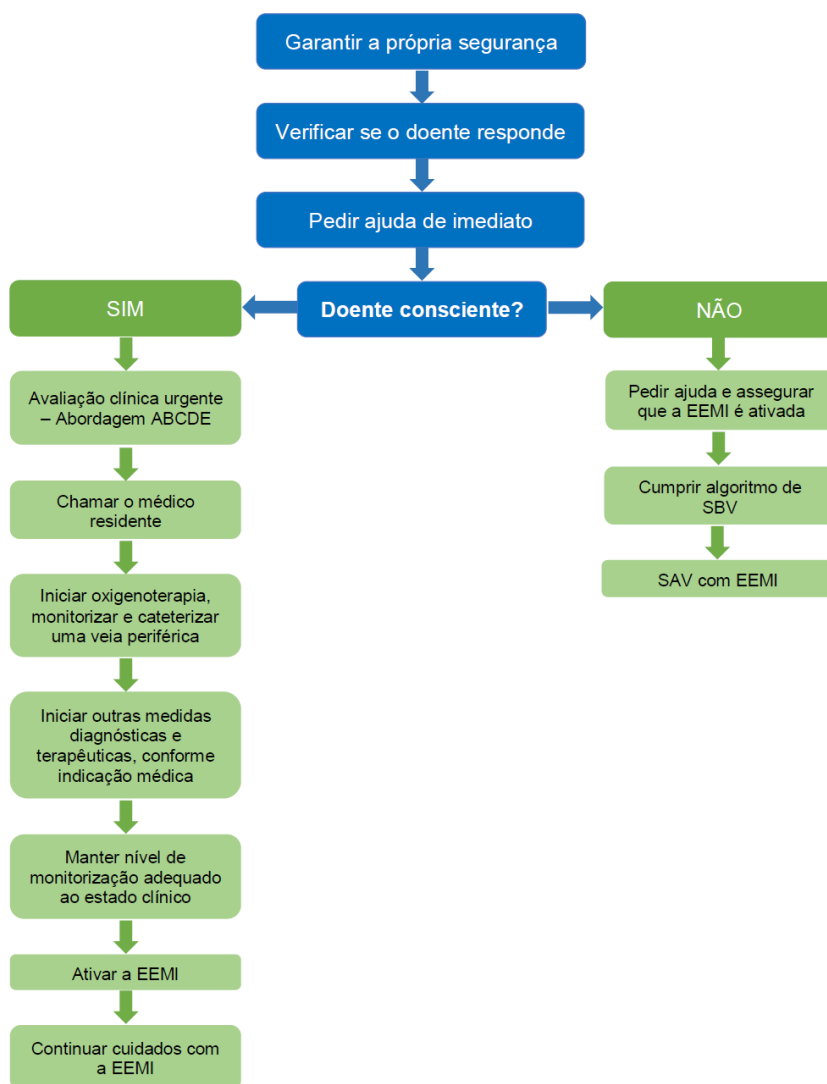 Garantir a própria segurança
Verificar se o doente responde
Pedir ajuda de imediato
Doente consciente?
SIM
Avaliação clínica urgente
– Abordagem ABCDE
Chamar o médico
residente
Iniciar oxigenoterapia,
monitorizar e cateterizar
uma veia periférica
Iniciar outras medidas
diagnósticas e
terapêuticas, conforme
indicação médica
Manter nível de
monitorização adequado
ao estado clínico
Ativar a EEMI
Continuar cuidados com
a EEMI
NÃO
Pedir ajuda e assegurar
que a EEMI é ativada
Cumprir algoritmo de
SBV
SAV com EEMI